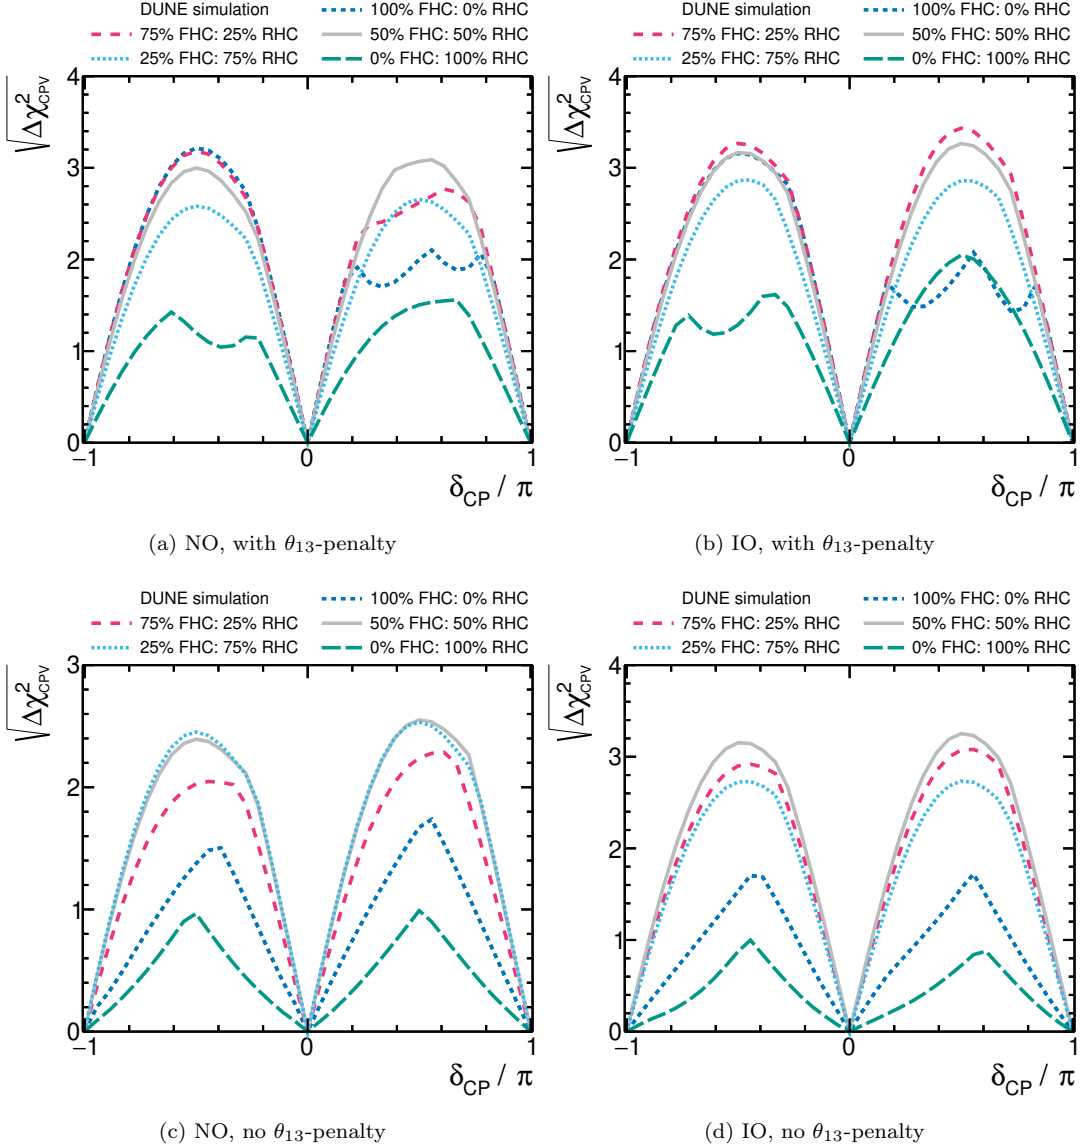 DUNE simulation 100% FHC: 0% RHC
75% FHC: 25% RHC 50% FHC: 50% RHC
25% FHC: 75% RHC 0% FHC: 100% RHC
√Δχ²CPV
4
3
2
1
0
−1 0 1
δCP / π
(a) NO, with θ13-penalty
DUNE simulation 100% FHC: 0% RHC
75% FHC: 25% RHC 50% FHC: 50% RHC
25% FHC: 75% RHC 0% FHC: 100% RHC
√Δχ²CPV
4
3
2
1
0
−1 0 1
δCP / π
(b) IO, with θ13-penalty
DUNE simulation 100% FHC: 0% RHC
75% FHC: 25% RHC 50% FHC: 50% RHC
25% FHC: 75% RHC 0% FHC: 100% RHC
√Δχ²CPV
3
2
1
0
−1 0 1
δCP / π
(c) NO, no θ13-penalty
DUNE simulation 100% FHC: 0% RHC
75% FHC: 25% RHC 50% FHC: 50% RHC
25% FHC: 75% RHC 0% FHC: 100% RHC
√Δχ²CPV
4
3
2
1
0
−1 0 1
δCP / π
(d) IO, no θ13-penalty